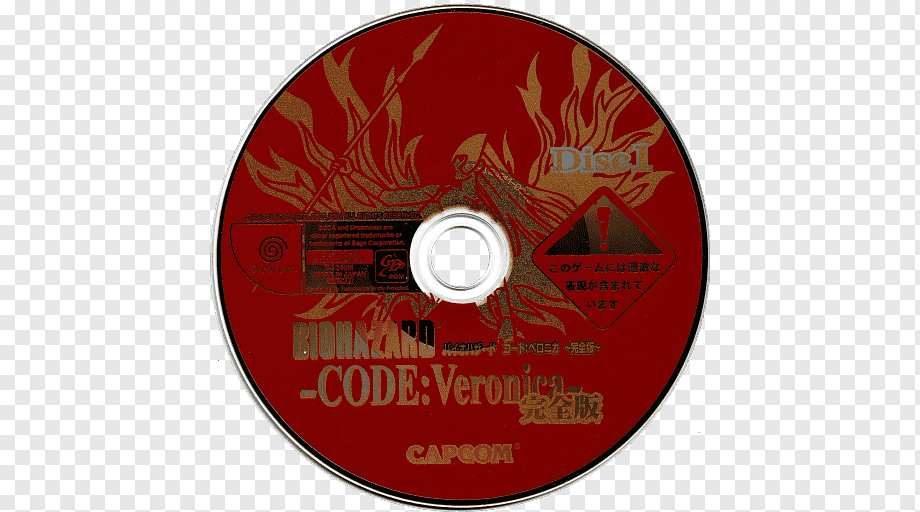 Disc1
SEGA and Dreamcast are
either registered trademarks or
trademarks of Sega Corporation.
GD
ROM
このゲームには過激な
表現が含まれて
います
BIOHAZARD バイオハザード コード:ベロニカ ～完全版～
-CODE:Veronica-
完全版
CAPCOM